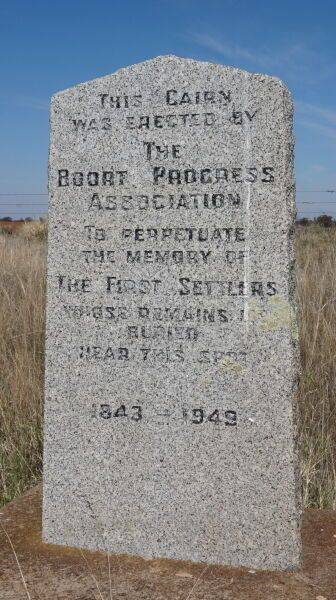 THIS CAIRN
WAS ERECTED BY
THE
BOORT PROGRESS
ASSOCIATION
TO PERPETUATE
THE MEMORY OF
THE FIRST SETTLERS
WHOSE REMAINS
BURIED
NEAR THIS SPOT
1843 - 1949